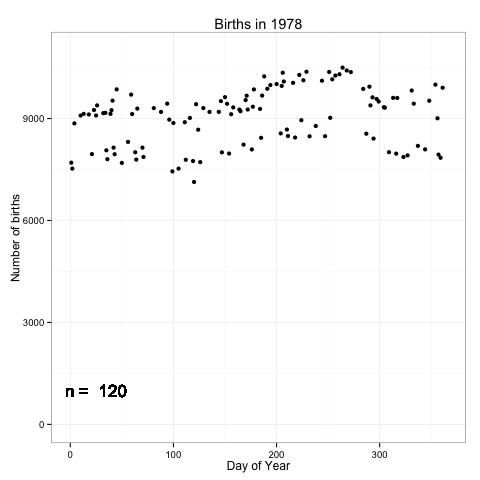 Births in 1978
Number of births
9000
6000
3000
0
n = 120
0 100 200 300
Day of Year